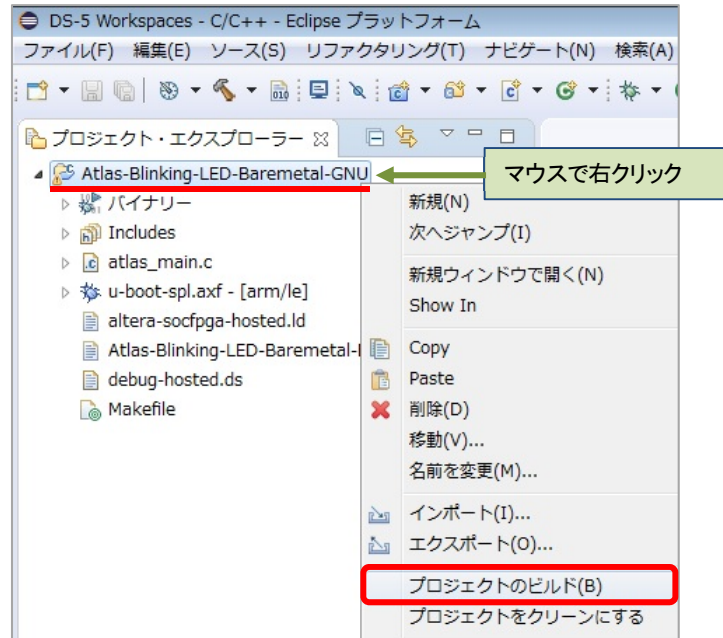 DS-5 Workspaces - C/C++ - Eclipse プラットフォーム
ファイル(F) 編集(E) ソース(S) リファクタリング(T) ナビゲート(N) 検索(A)
プロジェクト・エクスプローラー
Atlas-Blinking-LED-Baremetal-GNU
マウスで右クリック
バイナリー
Includes
atlas_main.c
u-boot-spl.axf - [arm/le]
altera-socfpga-hosted.ld
Atlas-Blinking-LED-Baremetal-
debug-hosted.ds
Makefile
新規(N)
次へジャンプ(I)
新規ウィンドウで開く(N)
Show In
Copy
Paste
削除(D)
移動(V)...
名前を変更(M)...
インポート(I)...
エクスポート(O)...
プロジェクトのビルド(B)
プロジェクトをクリーンにする